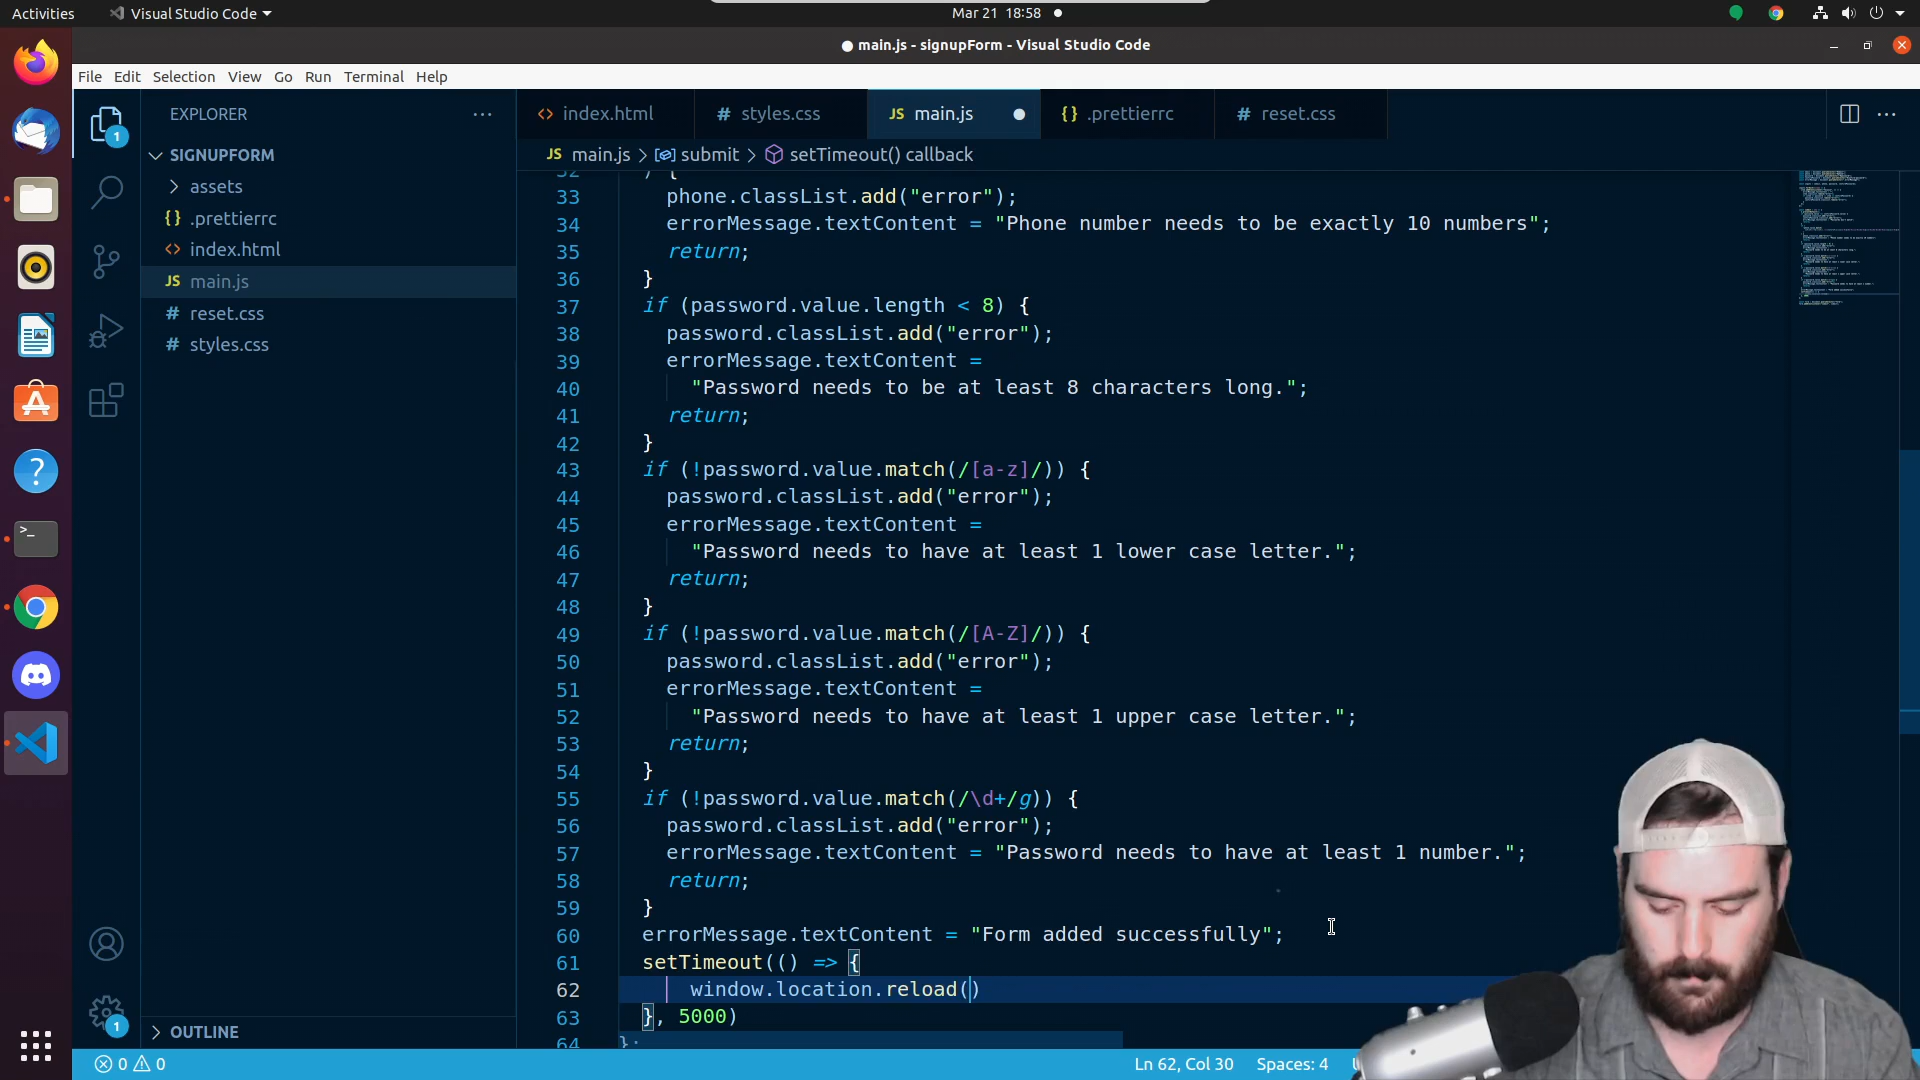 Activities
Visual Studio Code
Mar 21 18:58
main.js - signupForm - Visual Studio Code
File Edit Selection View Go Run Terminal Help
EXPLORER
SIGNUPFORM
assets
{} .prettierrc
<> index.html
JS main.js
# reset.css
# styles.css
OUTLINE
<> index.html
# styles.css
JS main.js
{} .prettierrc
# reset.css
JS main.js > submit > setTimeout() callback
32 ) {
33 phone.classList.add("error");
34 errorMessage.textContent = "Phone number needs to be exactly 10 numbers";
35 return;
36 }
37 if (password.value.length < 8) {
38 password.classList.add("error");
39 errorMessage.textContent =
40 "Password needs to be at least 8 characters long.";
41 return;
42 }
43 if (!password.value.match(/[a-z]/)) {
44 password.classList.add("error");
45 errorMessage.textContent =
46 "Password needs to have at least 1 lower case letter.";
47 return;
48 }
49 if (!password.value.match(/[A-Z]/)) {
50 password.classList.add("error");
51 errorMessage.textContent =
52 "Password needs to have at least 1 upper case letter.";
53 return;
54 }
55 if (!password.value.match(/\d+/g)) {
56 password.classList.add("error");
57 errorMessage.textContent = "Password needs to have at least 1 number.";
58 return;
59 }
60 errorMessage.textContent = "Form added successfully";
61 setTimeout(() => {
62 window.location.reload()
63 }, 5000)
64 };
1
1
0 0
Ln 62, Col 30 Spaces: 4